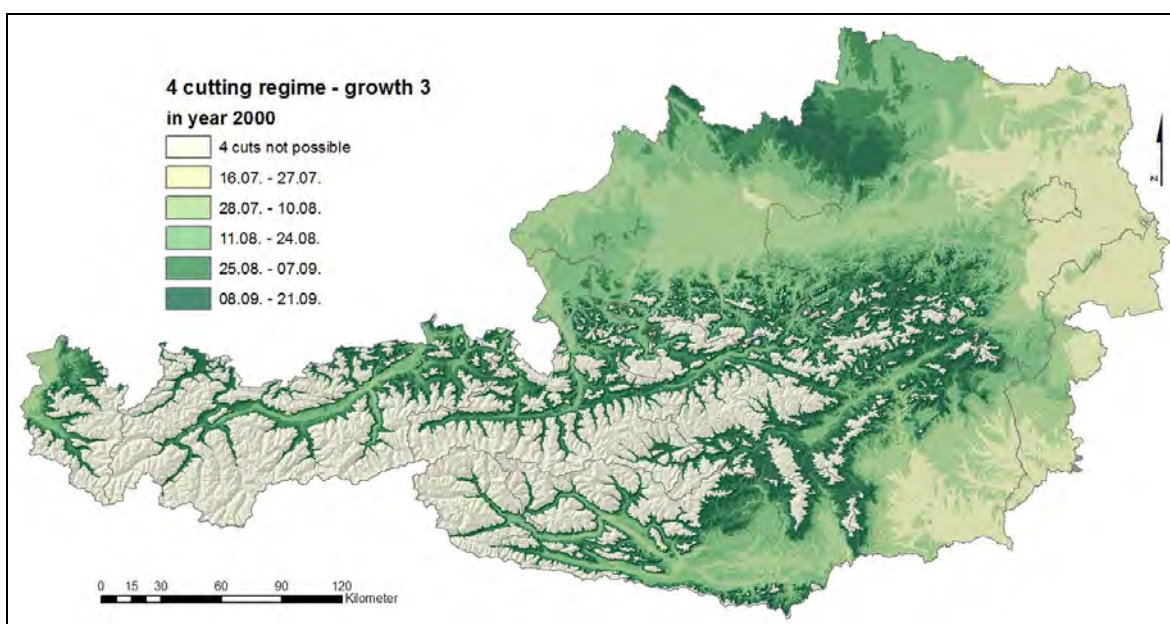 4 cutting regime - growth 3
in year 2000
4 cuts not possible
16.07. - 27.07.
28.07. - 10.08.
11.08. - 24.08.
25.08. - 07.09.
08.09. - 21.09.
N
0 15 30 60 90 120
Kilometer